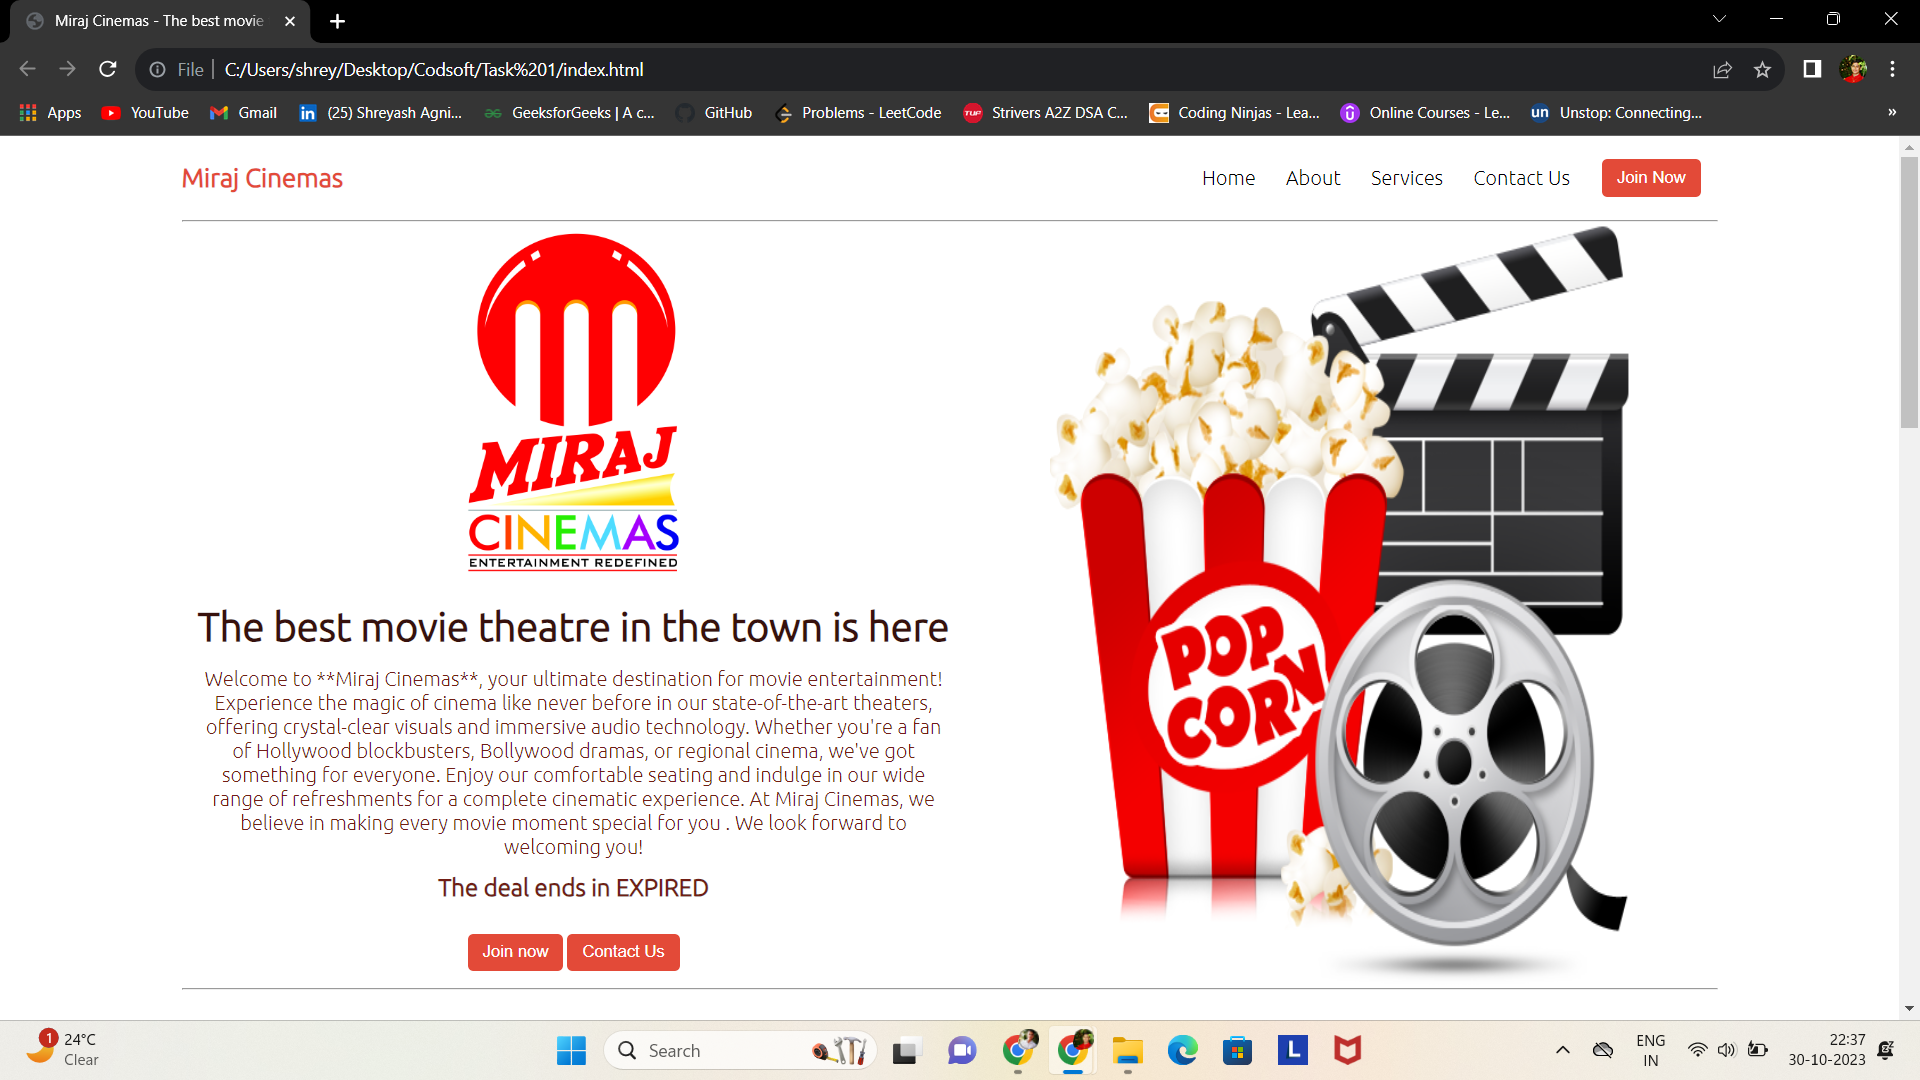 Miraj Cinemas - The best movie
File
C:/Users/shrey/Desktop/Codsoft/Task%201/index.html
Apps
YouTube
Gmail
(25) Shreyash Agni...
GeeksforGeeks | A c...
GitHub
Problems - LeetCode
TUF
Strivers A2Z DSA C...
Coding Ninjas - Lea...
Online Courses - Le...
un
Unstop: Connecting...
»
Miraj Cinemas
Home
About
Services
Contact Us
Join Now
MIRAJ
CINEMAS
ENTERTAINMENT REDEFINED
POP
CORN
The best movie theatre in the town is here
Welcome to **Miraj Cinemas**, your ultimate destination for movie entertainment!
Experience the magic of cinema like never before in our state-of-the-art theaters,
offering crystal-clear visuals and immersive audio technology. Whether you're a fan
of Hollywood blockbusters, Bollywood dramas, or regional cinema, we've got
something for everyone. Enjoy our comfortable seating and indulge in our wide
range of refreshments for a complete cinematic experience. At Miraj Cinemas, we
believe in making every movie moment special for you . We look forward to
welcoming you!
The deal ends in EXPIRED
Join now
Contact Us
1
24°C
Clear
Search
L
ENG
IN
22:37
30-10-2023